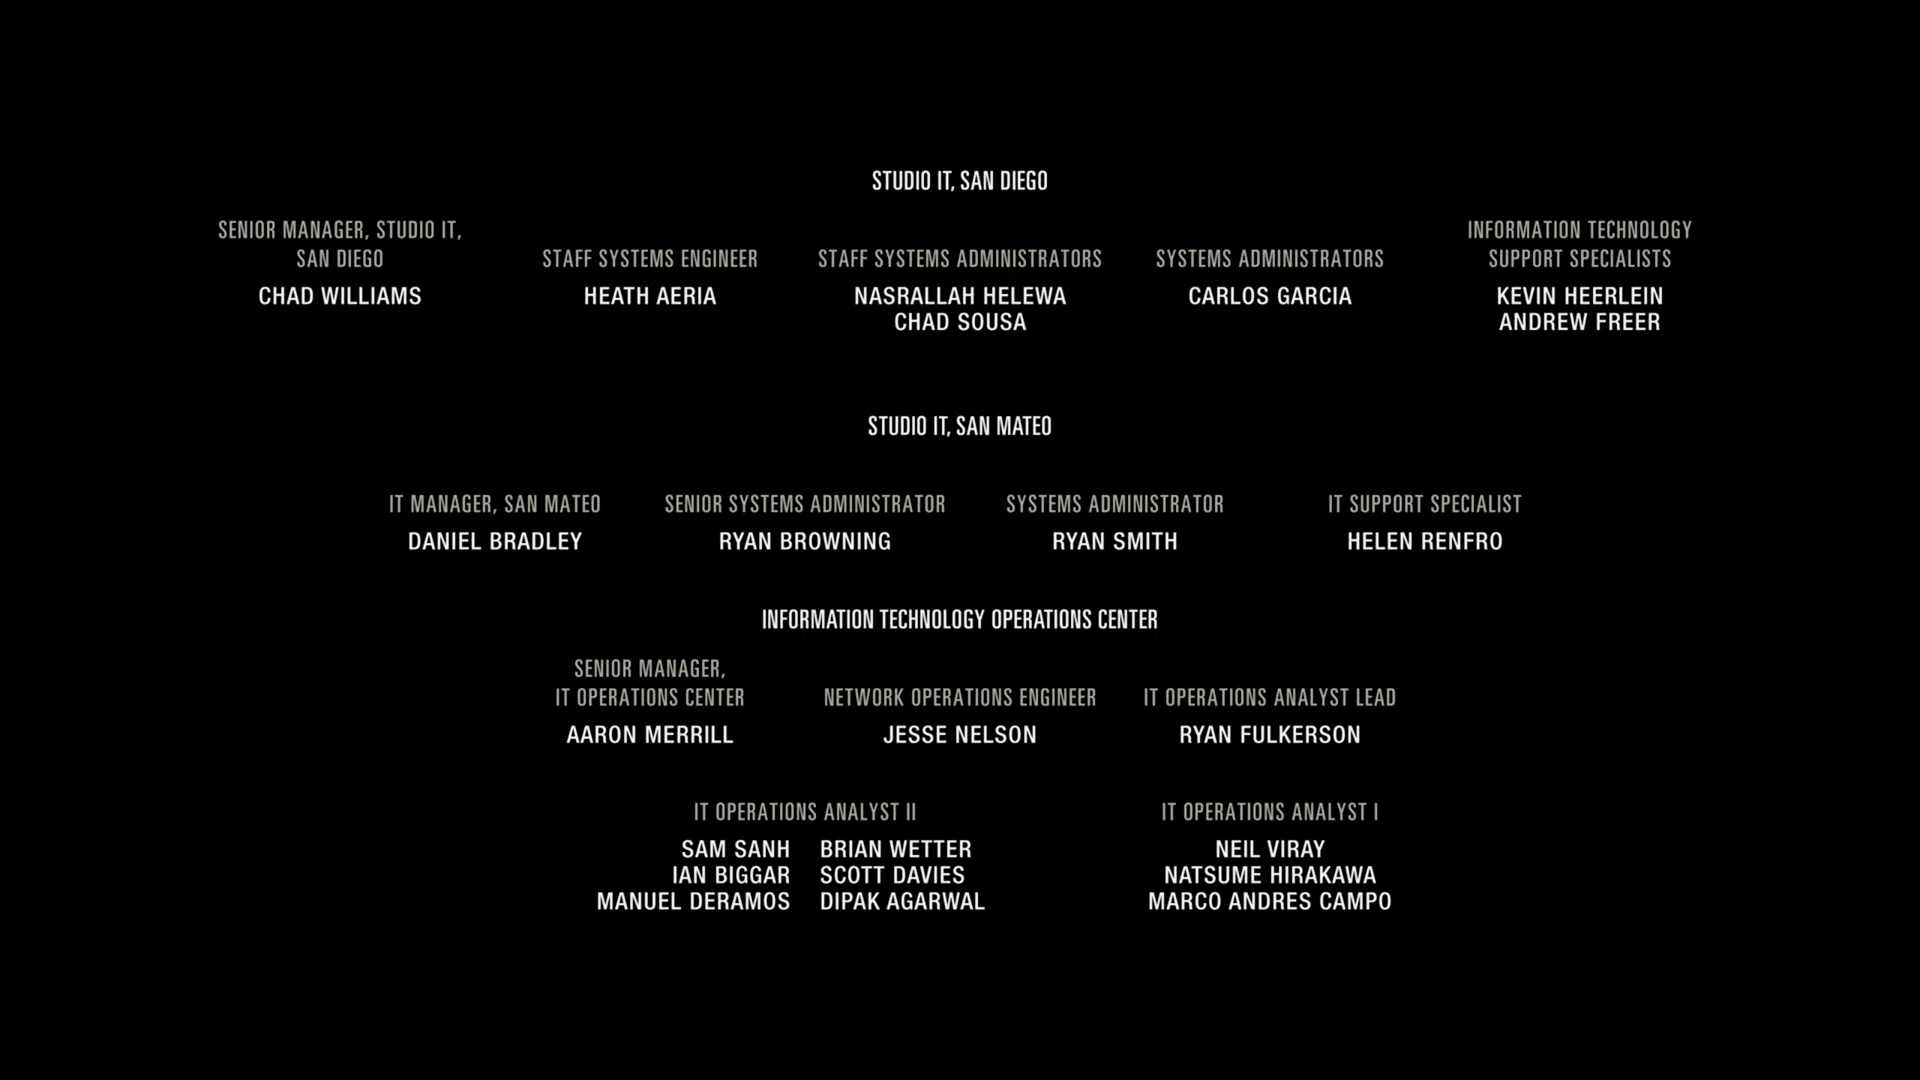 STUDIO IT, SAN DIEGO
SENIOR MANAGER, STUDIO IT,
SAN DIEGO
CHAD WILLIAMS
STAFF SYSTEMS ENGINEER
HEATH AERIA
STAFF SYSTEMS ADMINISTRATORS
NASRALLAH HELEWA
CHAD SOUSA
SYSTEMS ADMINISTRATORS
CARLOS GARCIA
INFORMATION TECHNOLOGY
SUPPORT SPECIALISTS
KEVIN HEERLEIN
ANDREW FREER
STUDIO IT, SAN MATEO
IT MANAGER, SAN MATEO
DANIEL BRADLEY
SENIOR SYSTEMS ADMINISTRATOR
RYAN BROWNING
SYSTEMS ADMINISTRATOR
RYAN SMITH
IT SUPPORT SPECIALIST
HELEN RENFRO
INFORMATION TECHNOLOGY OPERATIONS CENTER
SENIOR MANAGER,
IT OPERATIONS CENTER
AARON MERRILL
NETWORK OPERATIONS ENGINEER
JESSE NELSON
IT OPERATIONS ANALYST LEAD
RYAN FULKERSON
IT OPERATIONS ANALYST II
SAM SANH BRIAN WETTER
IAN BIGGAR SCOTT DAVIES
MANUEL DERAMOS DIPAK AGARWAL
IT OPERATIONS ANALYST I
NEIL VIRAY
NATSUME HIRAKAWA
MARCO ANDRES CAMPO